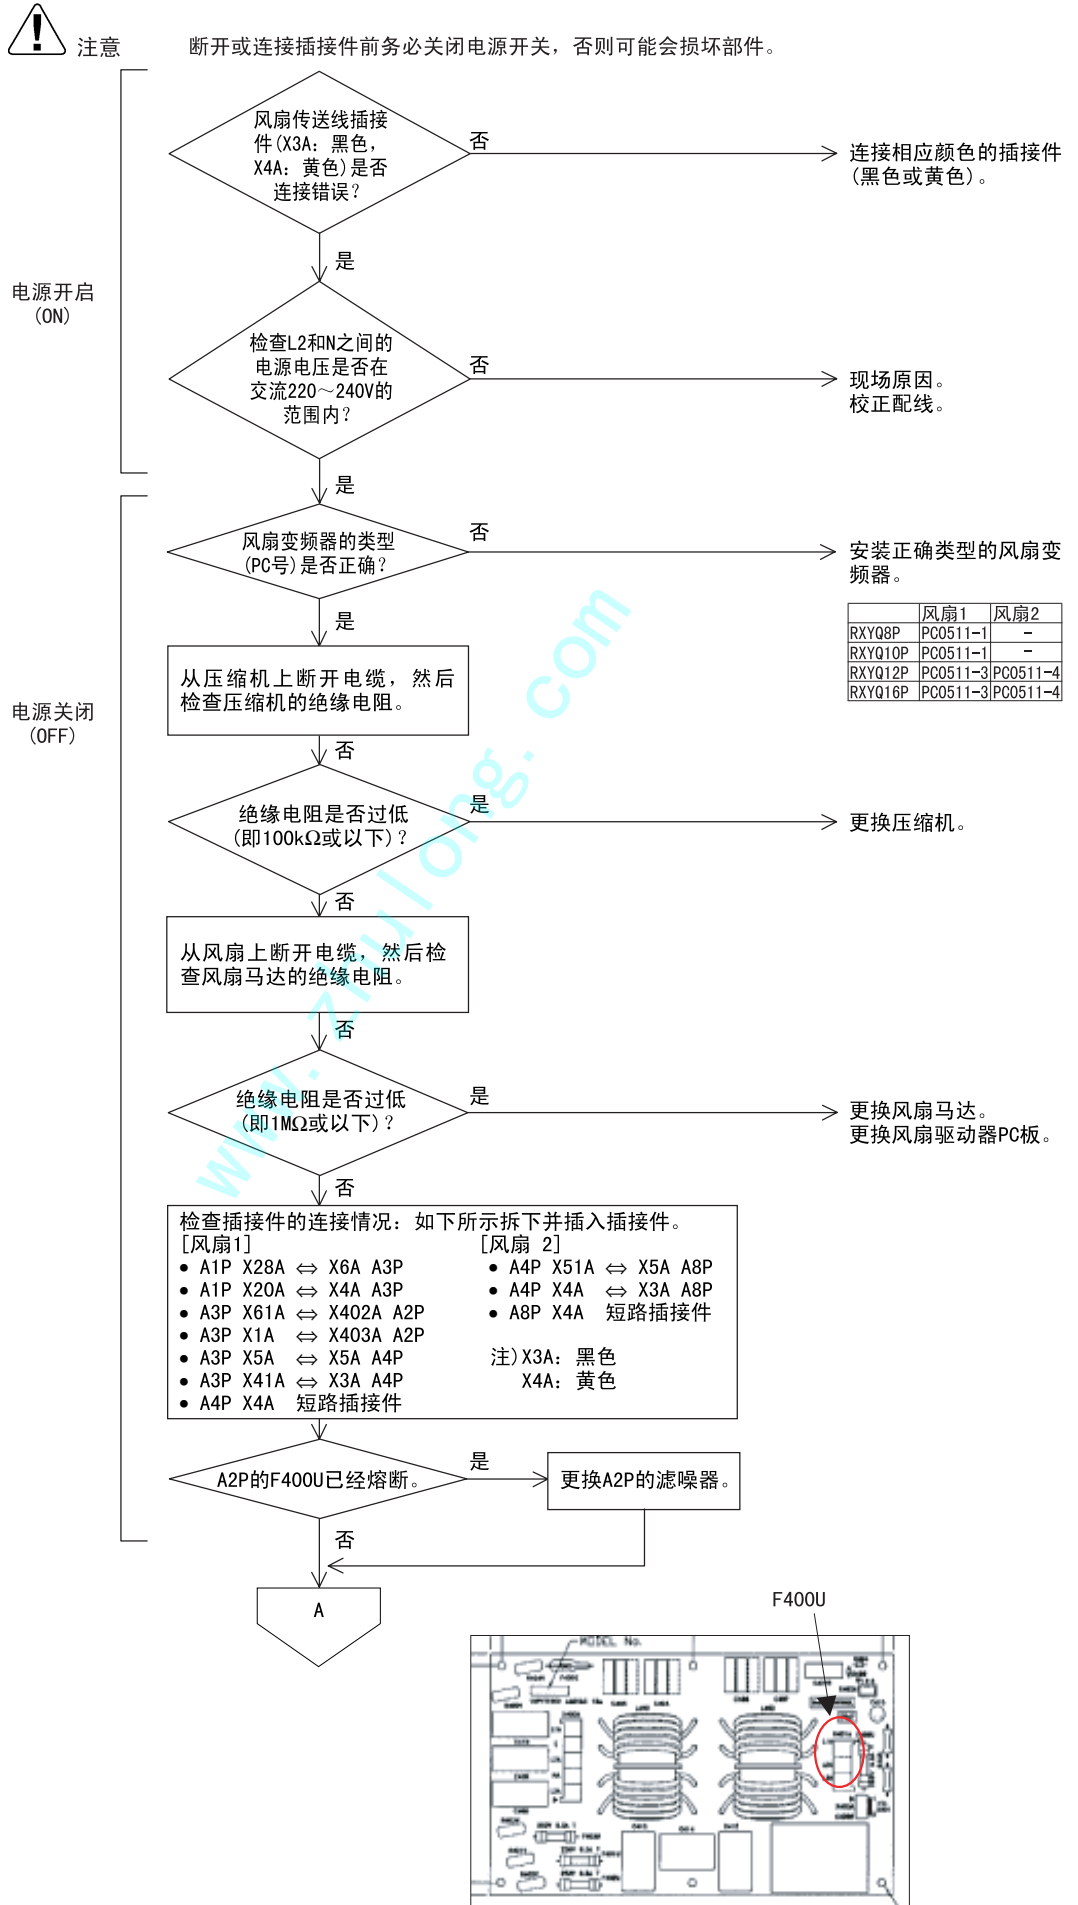 注意 断开或连接插接件前务必关闭电源开关，否则可能会损坏部件。
风扇传送线插接
件(X3A：黑色，
X4A：黄色)是否
连接错误？
否
连接相应颜色的插接件
(黑色或黄色)。
是
电源开启
(ON)
检查L2和N之间的
电源电压是否在
交流220～240V的
范围内？
否
现场原因。
校正配线。
是
风扇变频器的类型
(PC号)是否正确？
否
安装正确类型的风扇变
频器。
是
风扇1 风扇2
RXYQ8P PC0511-1 -
RXYQ10P PC0511-1 -
RXYQ12P PC0511-3 PC0511-4
RXYQ16P PC0511-3 PC0511-4
从压缩机上断开电缆，然后
检查压缩机的绝缘电阻。
电源关闭
(OFF)
否
绝缘电阻是否过低
(即100kΩ或以下)？
是
更换压缩机。
否
从风扇上断开电缆，然后检
查风扇马达的绝缘电阻。
否
绝缘电阻是否过低
(即1MΩ或以下)？
是
更换风扇马达。
更换风扇驱动器PC板。
否
检查插接件的连接情况：如下所示拆下并插入插接件。
[风扇1] [风扇 2]
● A1P X28A ⇔ X6A A3P ● A4P X51A ⇔ X5A A8P
● A1P X20A ⇔ X4A A3P ● A4P X4A ⇔ X3A A8P
● A3P X61A ⇔ X402A A2P ● A8P X4A 短路插接件
● A3P X1A ⇔ X403A A2P
● A3P X5A ⇔ X5A A4P 注)X3A：黑色
● A3P X41A ⇔ X3A A4P X4A：黄色
● A4P X4A 短路插接件
A2P的F400U已经熔断。
是
更换A2P的滤噪器。
否
A
F400U
MODEL No.
www.zhulong.com